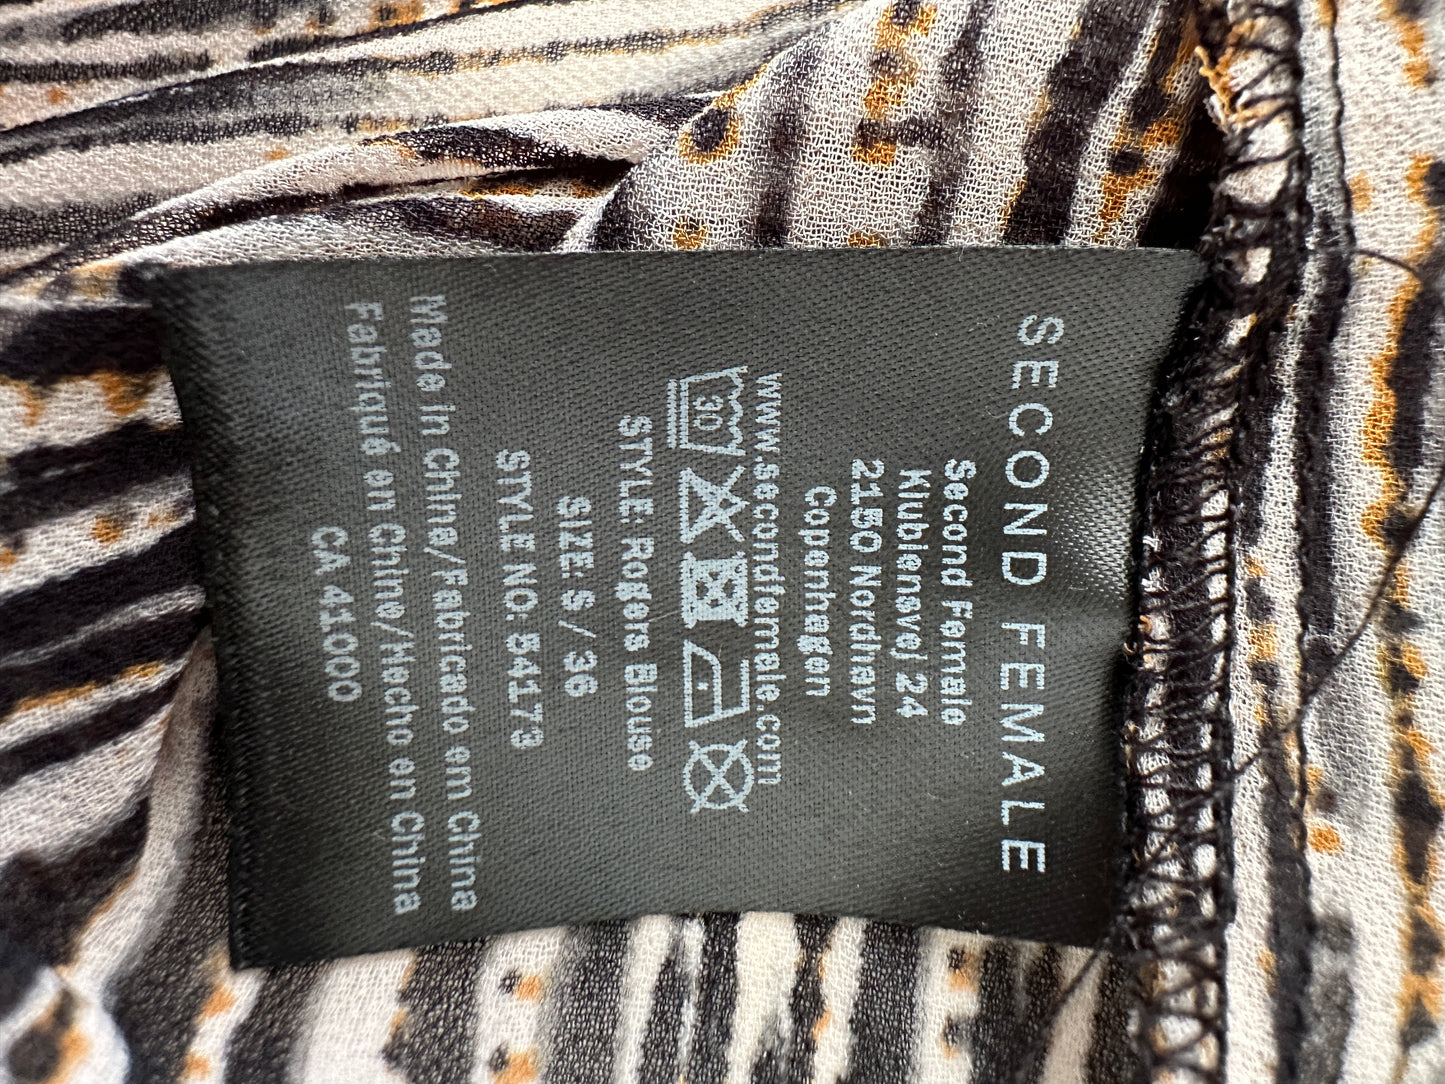 SECOND FEMALE
Second Female
Klubiensvej 24
2150 Nordhavn
Copenhagen
www.secondfemale.com
30
STYLE: Rogers Blouse
SIZE: S / 36
STYLE NO: 54173
Made in China/Fabricado em China
Fabriqué en Chine/Hecho en China
CA 41000